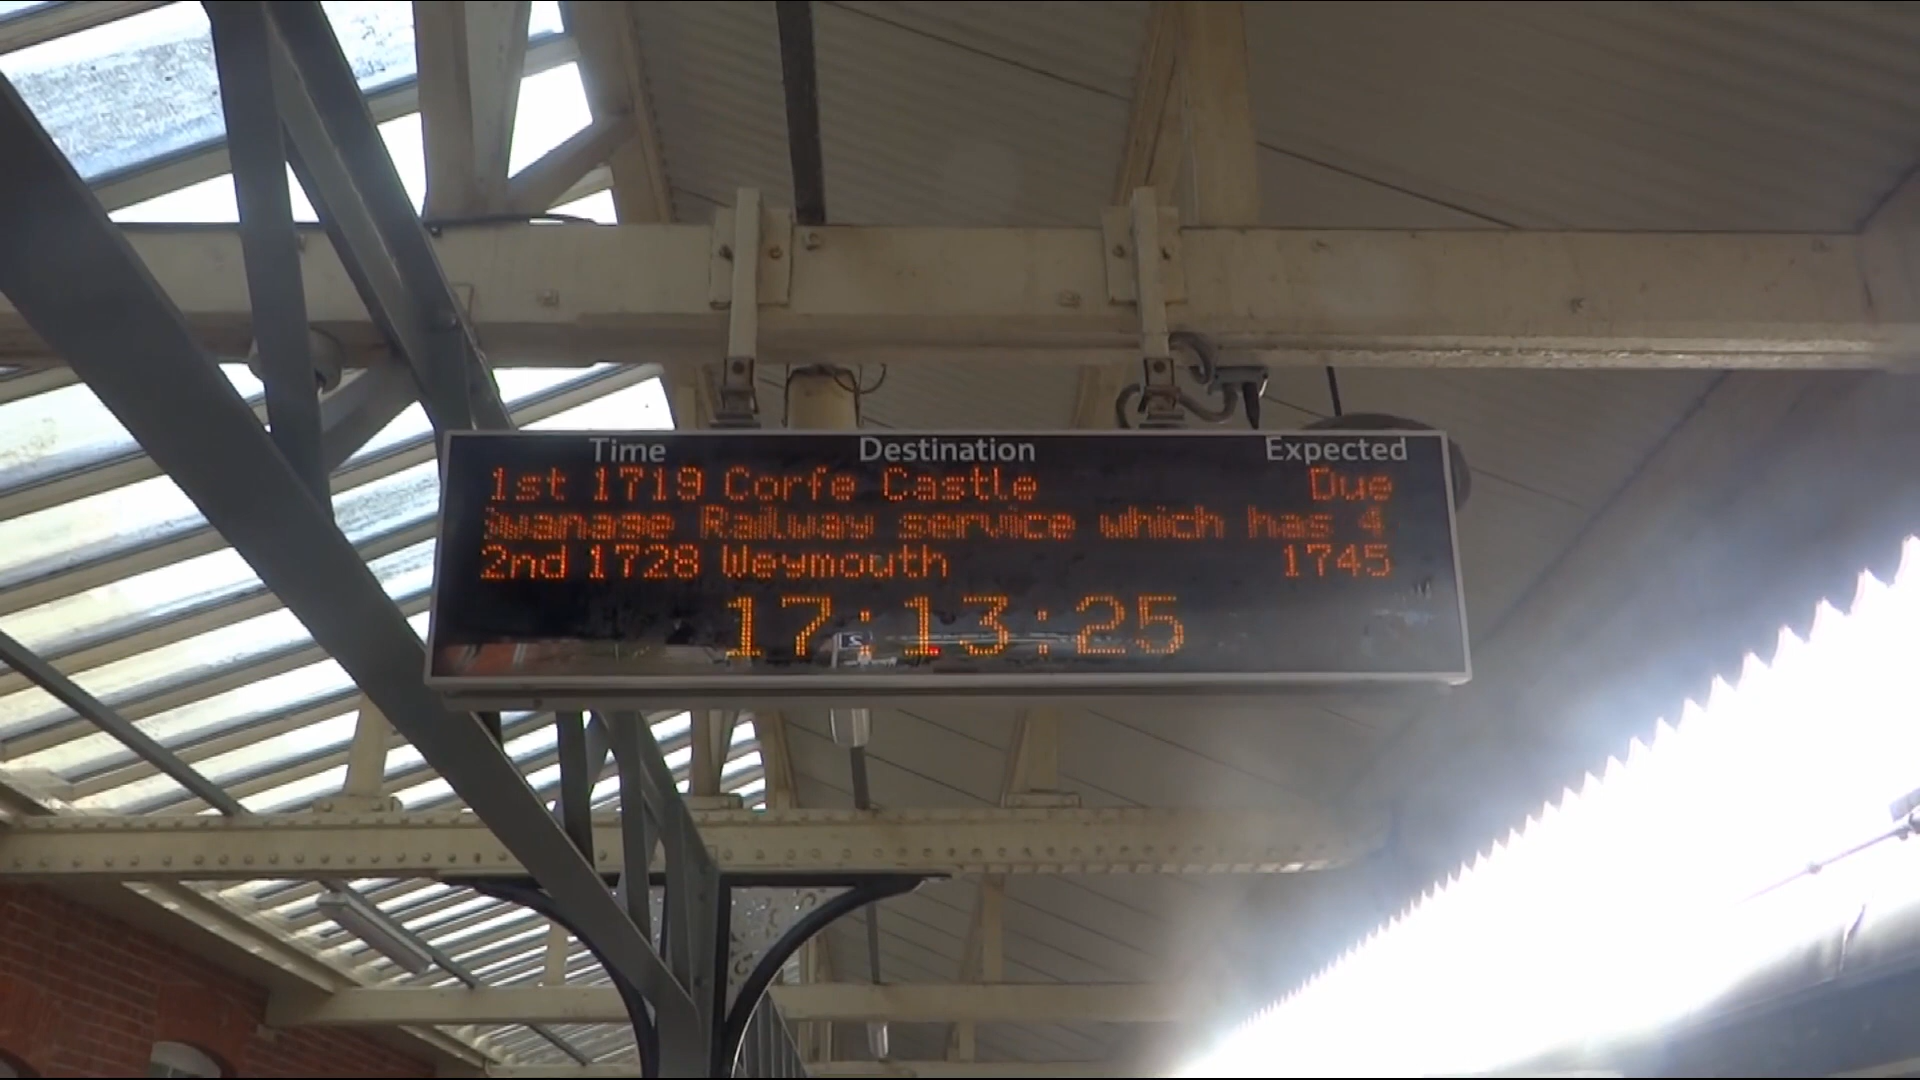 Time Destination Expected
1st 1719 Corfe Castle Due
Swanage Railway service which has 4
2nd 1728 Weymouth 1745
17:13:25